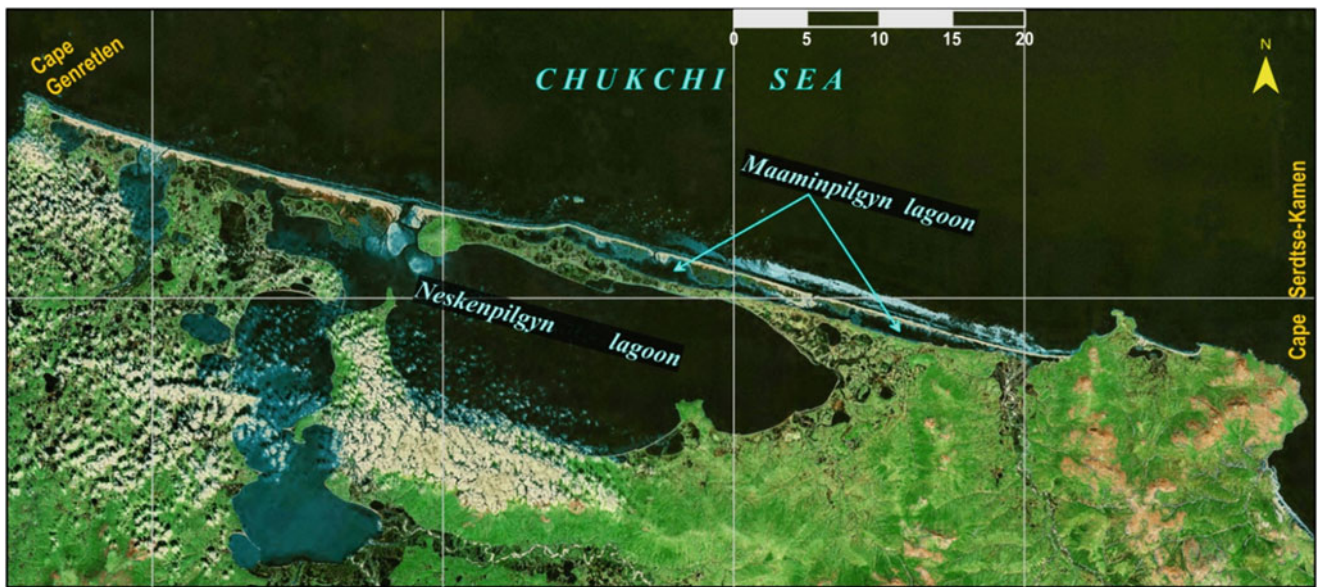 Cape
Genretlen
0 5 10 15 20
N
CHUKCHI SEA
Maaminpilgyn lagoon
Neskenpilgyn lagoon
Cape Serdtse-Kamen